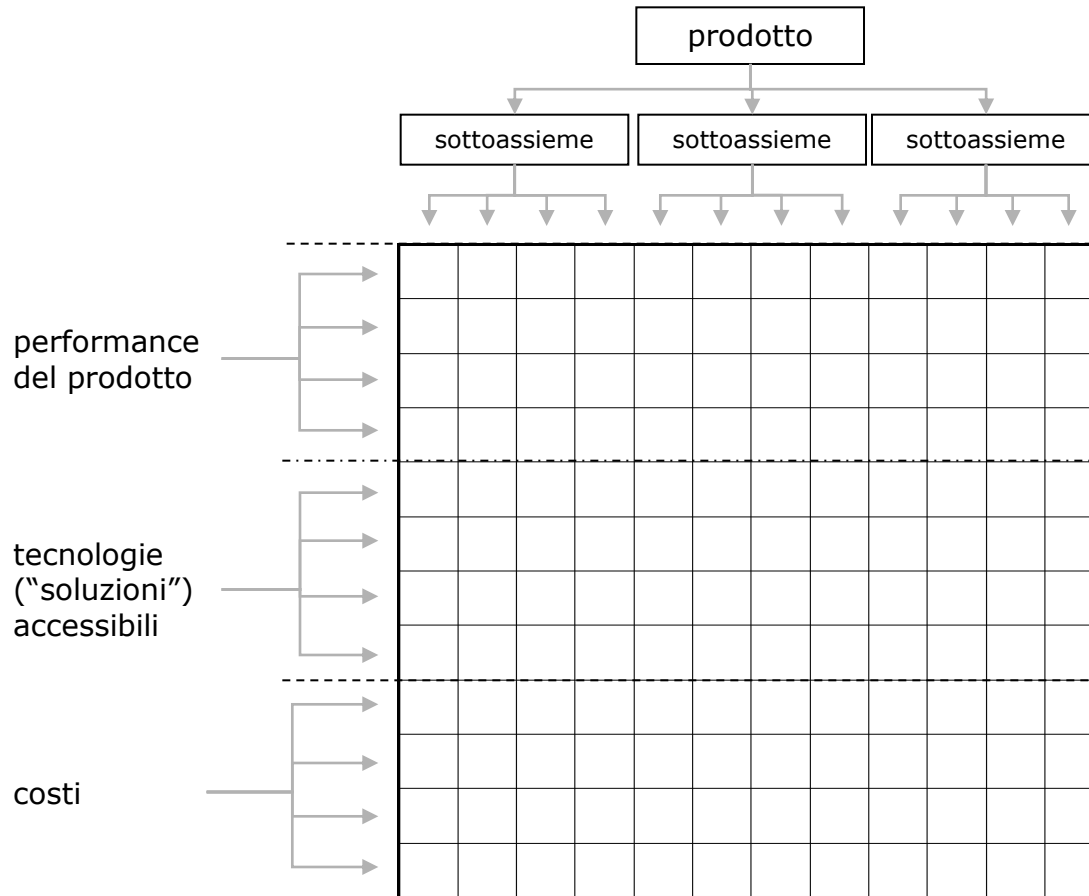 prodotto
sottoassieme
sottoassieme
sottoassieme
performance
del prodotto
tecnologie
(“soluzioni”)
accessibili
costi